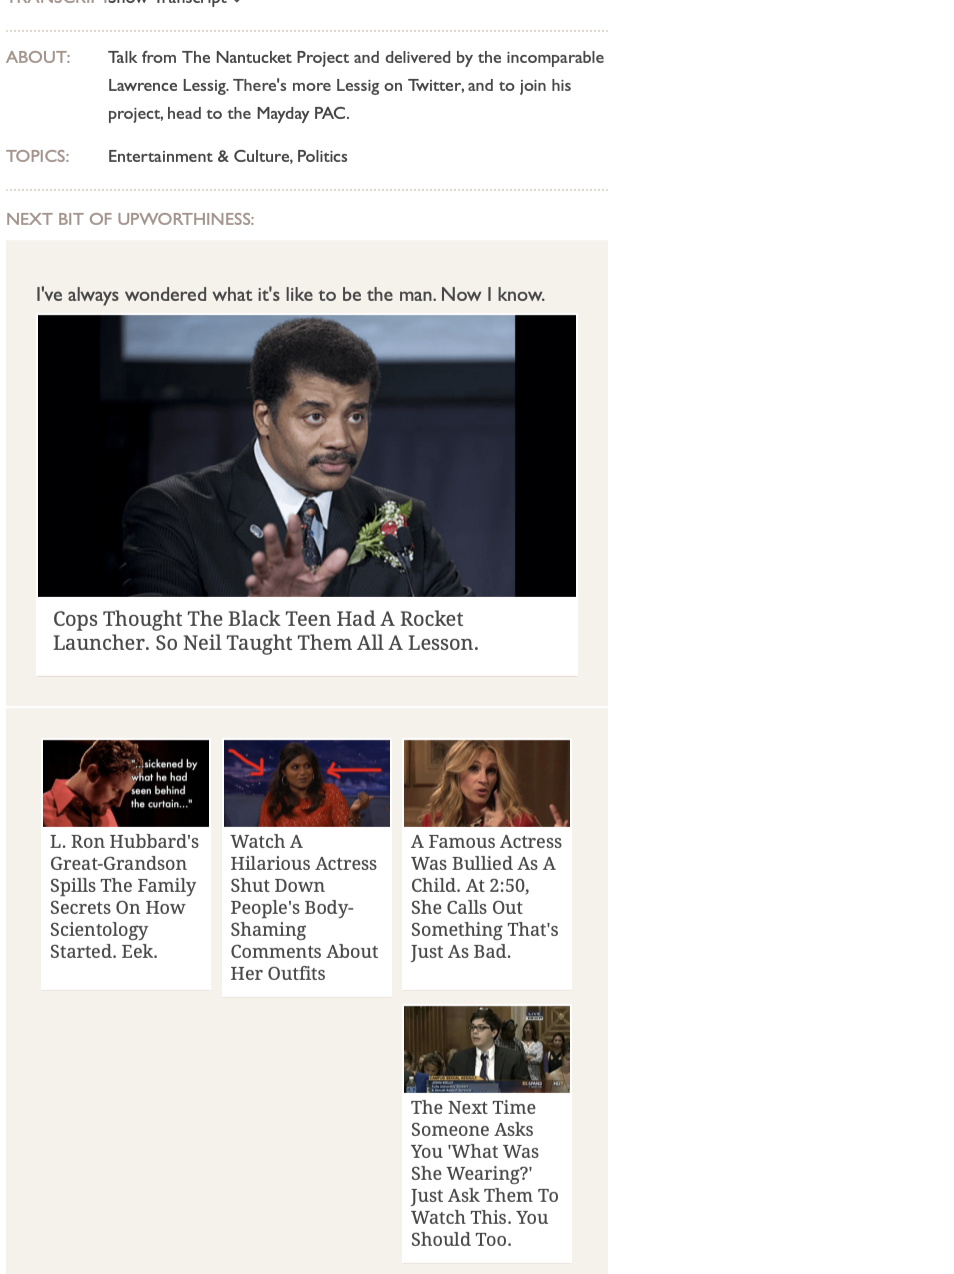 Show Transcript
ABOUT:
Talk from The Nantucket Project and delivered by the incomparable
Lawrence Lessig. There's more Lessig on Twitter, and to join his
project, head to the Mayday PAC.
TOPICS:
Entertainment & Culture, Politics
NEXT BIT OF UPWORTHINESS:
I've always wondered what it's like to be the man. Now I know.
Cops Thought The Black Teen Had A Rocket
Launcher. So Neil Taught Them All A Lesson.
"...sickened by
what he had
seen behind
the curtain..."
L. Ron Hubbard's
Great-Grandson
Spills The Family
Secrets On How
Scientology
Started. Eek.
Watch A
Hilarious Actress
Shut Down
People's Body-
Shaming
Comments About
Her Outfits
A Famous Actress
Was Bullied As A
Child. At 2:50,
She Calls Out
Something That's
Just As Bad.
The Next Time
Someone Asks
You 'What Was
She Wearing?'
Just Ask Them To
Watch This. You
Should Too.